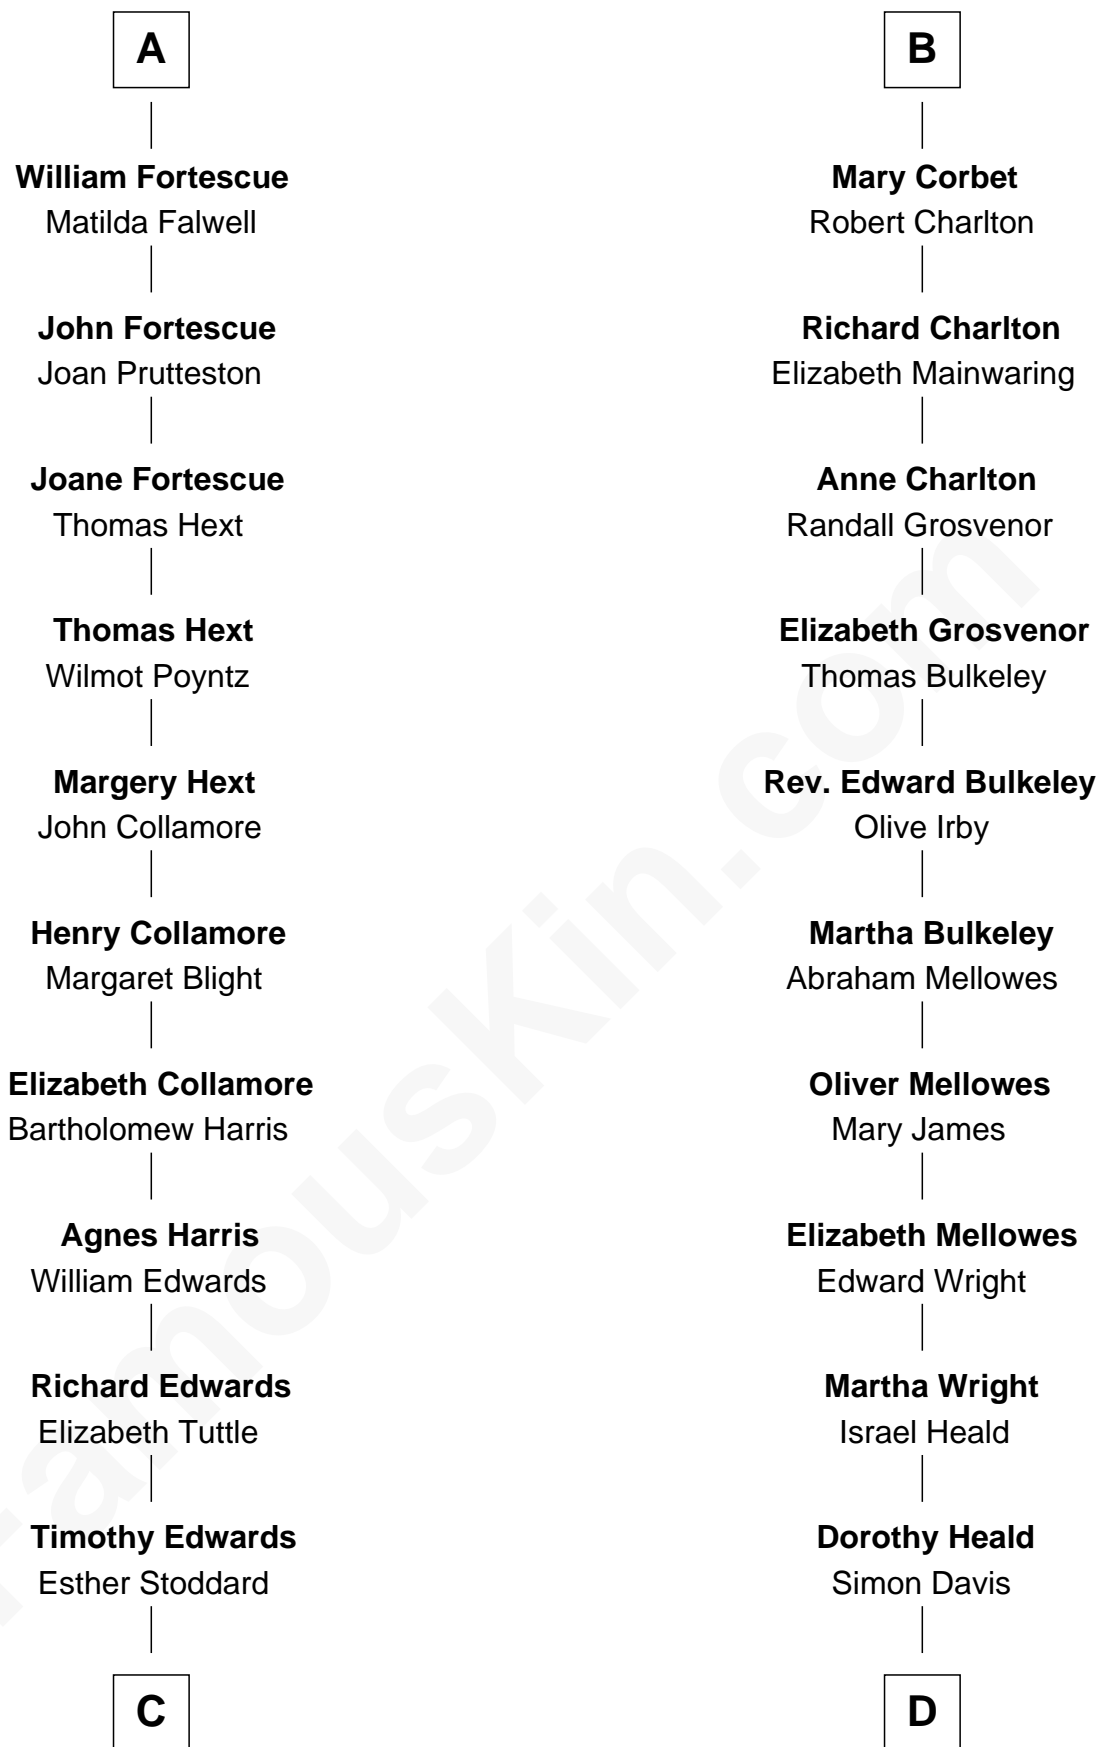 A
William Fortescue
Matilda Falwell
John Fortescue
Joan Prutteston
Joane Fortescue
Thomas Hext
Thomas Hext
Wilmot Poyntz
Margery Hext
John Collamore
Henry Collamore
Margaret Blight
Elizabeth Collamore
Bartholomew Harris
Agnes Harris
William Edwards
Richard Edwards
Elizabeth Tuttle
Timothy Edwards
Esther Stoddard
C
B
Mary Corbet
Robert Charlton
Richard Charlton
Elizabeth Mainwaring
Anne Charlton
Randall Grosvenor
Elizabeth Grosvenor
Thomas Bulkeley
Rev. Edward Bulkeley
Olive Irby
Martha Bulkeley
Abraham Mellowes
Oliver Mellowes
Mary James
Elizabeth Mellowes
Edward Wright
Martha Wright
Israel Heald
Dorothy Heald
Simon Davis
D
FamousKin.com